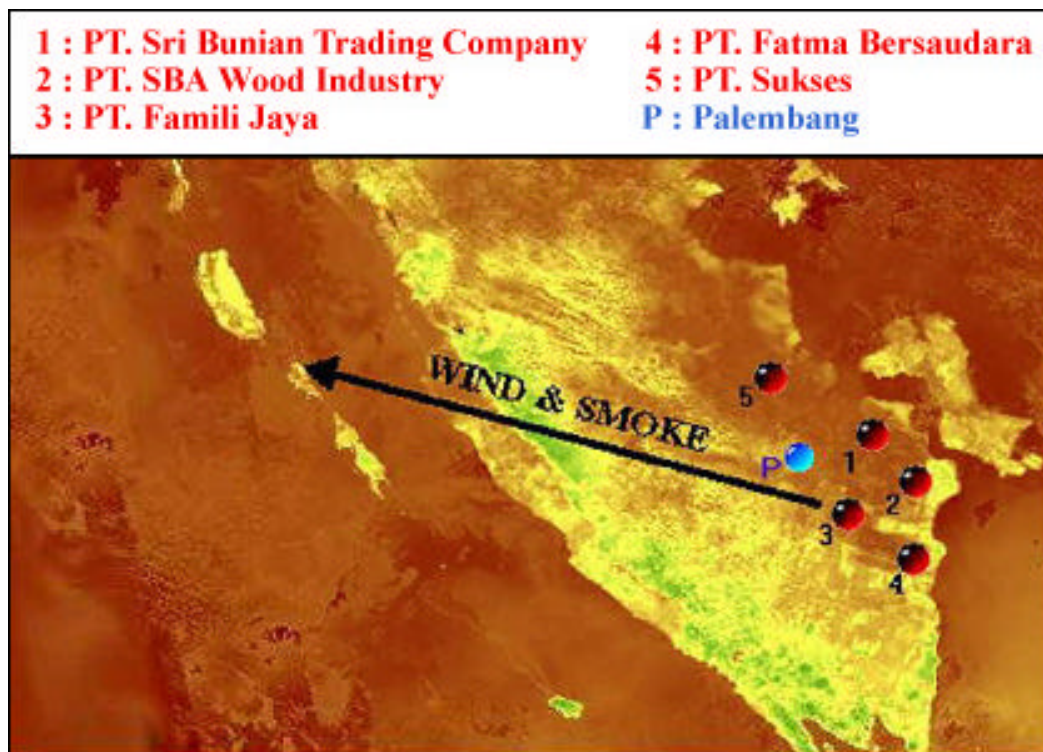 1 : PT. Sri Bunian Trading Company
2 : PT. SBA Wood Industry
3 : PT. Famili Jaya
4 : PT. Fatma Bersaudara
5 : PT. Sukses
P : Palembang
WIND & SMOKE
5
P
1
2
3
4